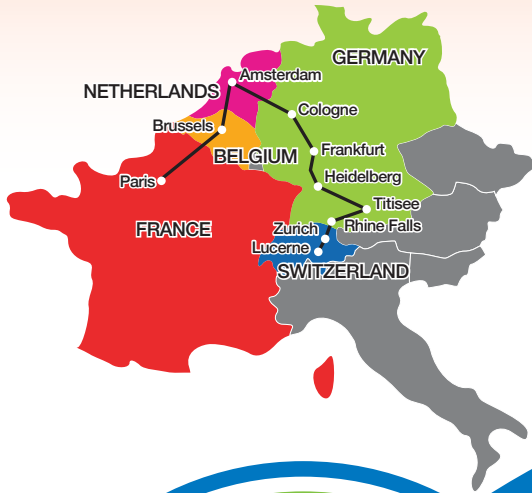 GERMANY
Amsterdam
NETHERLANDS
Cologne
Brussels
BELGIUM
Frankfurt
Heidelberg
Paris
Titisee
FRANCE
Zurich
Rhine Falls
Lucerne
SWITZERLAND